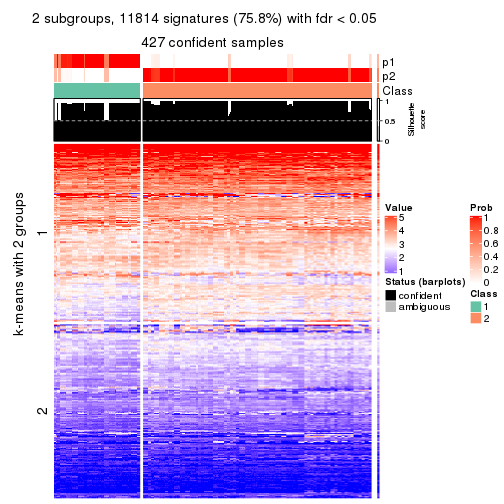 2 subgroups, 11814 signatures (75.8%) with fdr < 0.05
427 confident samples
p1
p2
Class
1
0.5
0
Silhouette
score
k-means with 2 groups
1
2
Value
5
4
3
2
1
Status (barplots)
confident
ambiguous
Prob
1
0.8
0.6
0.4
0.2
0
Class
1
2